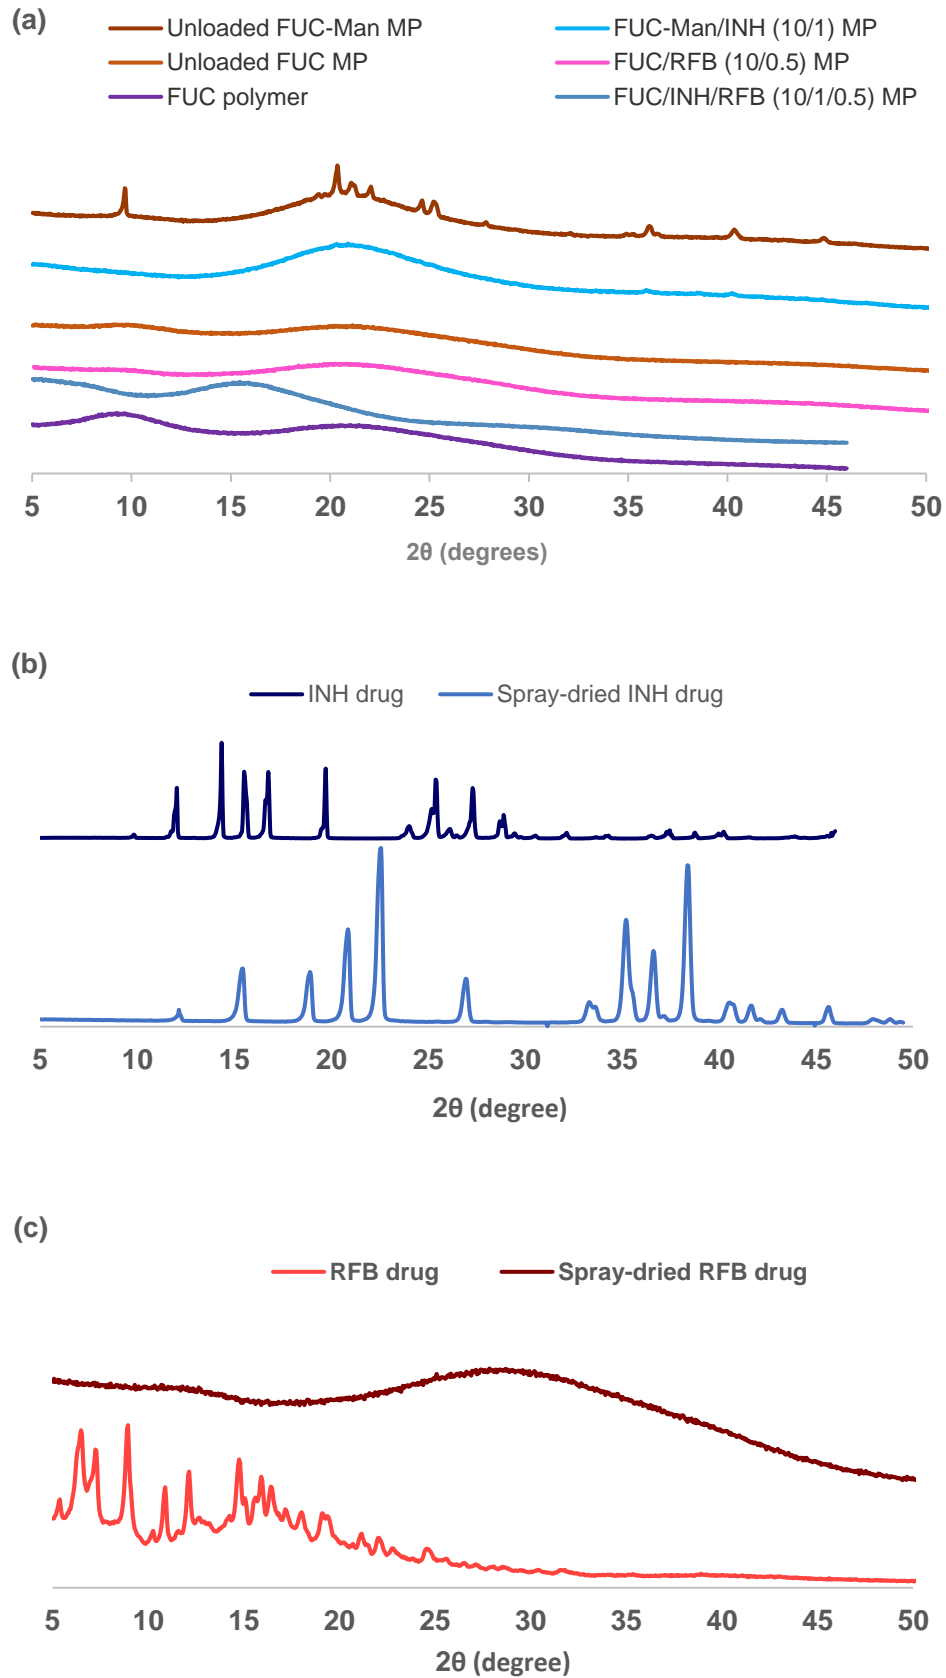 (a)
Unloaded FUC-Man MP
FUC-Man/INH (10/1) MP
Unloaded FUC MP
FUC/RFB (10/0.5) MP
FUC polymer
FUC/INH/RFB (10/1/0.5) MP
5 10 15 20 25 30 35 40 45 50
2θ (degrees)
(b)
INH drug
Spray-dried INH drug
5 10 15 20 25 30 35 40 45 50
2θ (degree)
(c)
RFB drug
Spray-dried RFB drug
5 10 15 20 25 30 35 40 45 50
2θ (degree)